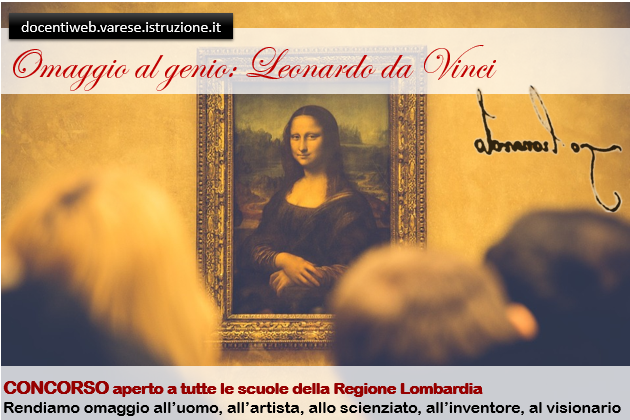 docentiweb.varese.istruzione.it
Omaggio al genio: Leonardo da Vinci
Leonardo
CONCORSO aperto a tutte le scuole della Regione Lombardia
Rendiamo omaggio all’uomo, all’artista, allo scienziato, all’inventore, al visionario